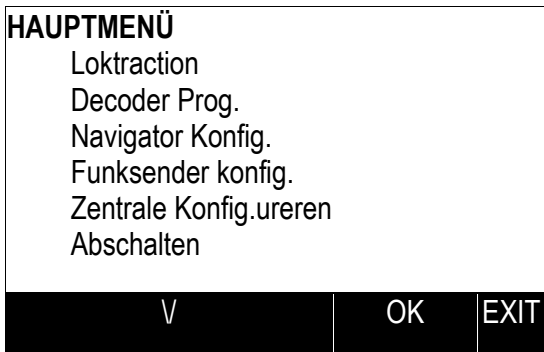 HAUPTMENÜ
Loktraction
Decoder Prog.
Navigator Konfig.
Funksender konfig.
Zentrale Konfig.ureren
Abschalten
\/ OK EXIT